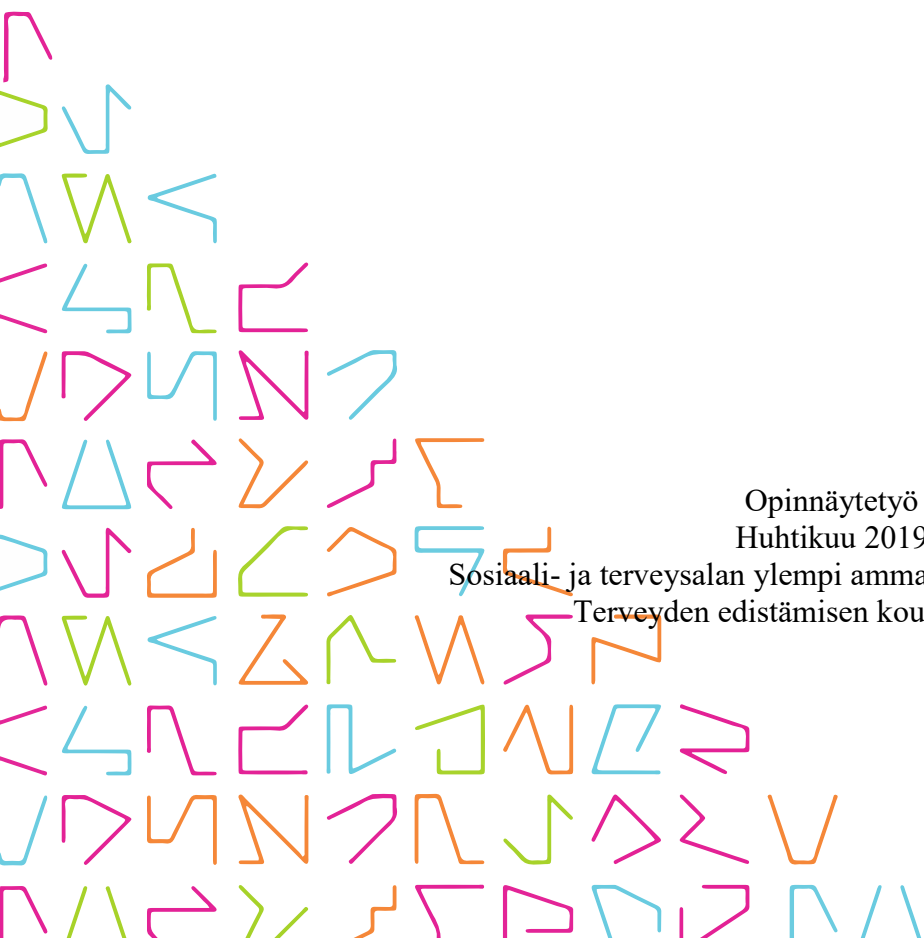 Opinnäytetyö
Huhtikuu 2019
Sosiaali- ja terveysalan ylempi
Terveyden edistämisen